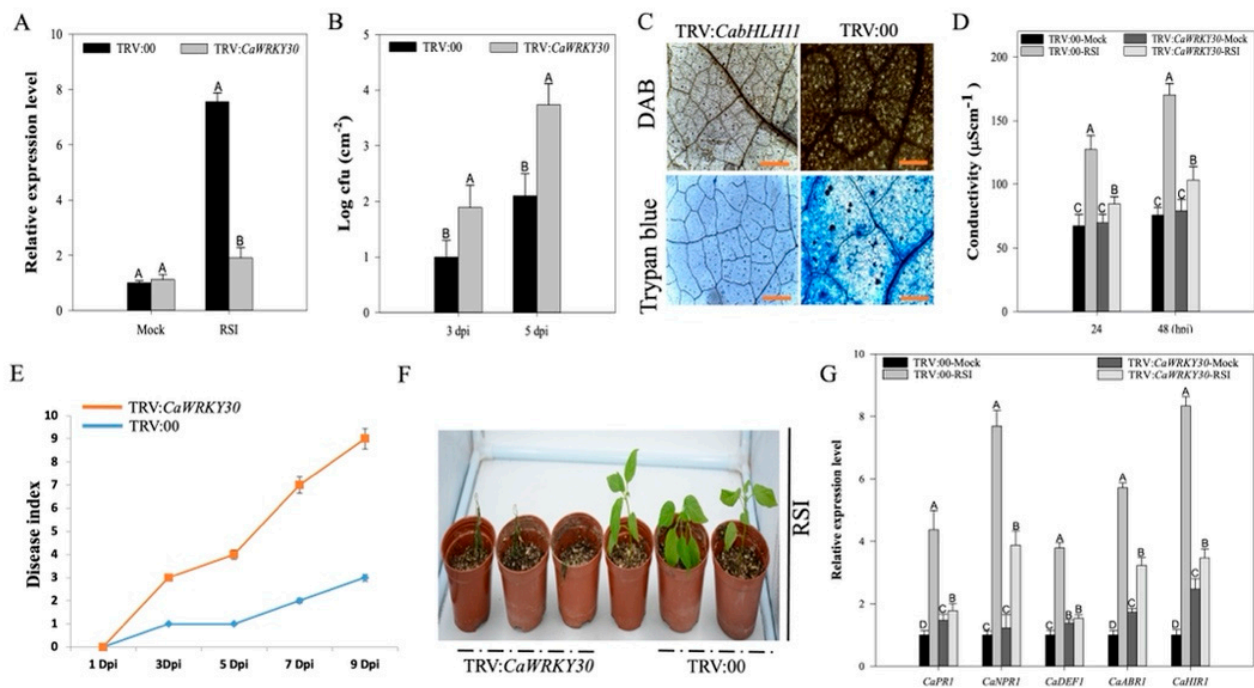 A
TRV:00 TRV:CaWRKY30
Relative expression level
10
8
6
4
2
0
A A A B
Mock RSI
B
TRV:00 TRV:CaWRKY30
Log cfu (cm⁻²)
5
4
3
2
1
0
B A B A
3 dpi 5 dpi
C
TRV:CabHLH11 TRV:00
DAB
Trypan blue
D
TRV:00-Mock TRV:CaWRKY30-Mock
TRV:00-RSI TRV:CaWRKY30-RSI
Conductivity (µScm⁻¹)
200
150
100
50
0
C A C B C A C B
24 48 (hpi)
E
TRV:CaWRKY30
TRV:00
Disease index
10
9
8
7
6
5
4
3
2
1
0
1 Dpi 3Dpi 5 Dpi 7 Dpi 9 Dpi
F
RSI
TRV:CaWRKY30 TRV:00
G
TRV:00-Mock TRV:CaWRKY30-Mock
TRV:00-RSI TRV:CaWRKY30-RSI
Relative expression level
10
8
6
4
2
0
D A C B C A C B C A B B D A C B C A C B
CaPR1 CaNPR1 CaDEF1 CaABR1 CaHIR1